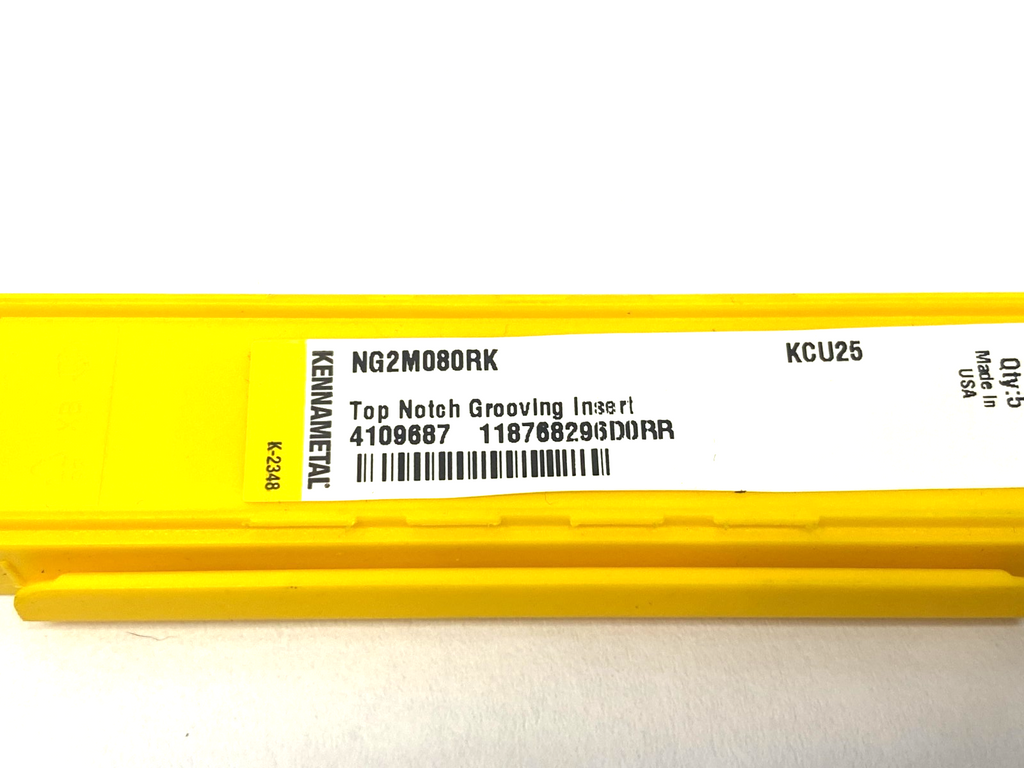 NG2M080RK
KCU25
Top Notch Grooving Insert
4109687 118768296D0RR
KENNAMETAL
K-2348
Qty:5
Made In
USA